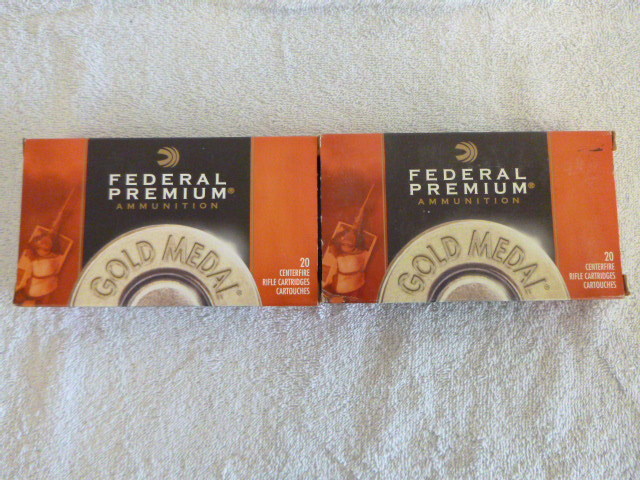 FEDERAL
PREMIUM®
AMMUNITION
GOLD MEDAL®
20
CENTERFIRE
RIFLE CARTRIDGES
CARTOUCHES
FEDERAL
PREMIUM®
AMMUNITION
GOLD MEDAL®
20
CENTERFIRE
RIFLE CARTRIDGES
CARTOUCHES